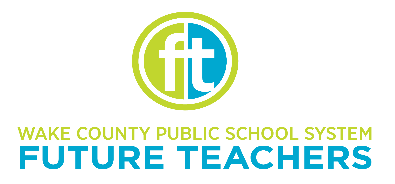 ft
WAKE COUNTY PUBLIC SCHOOL SYSTEM
FUTURE TEACHERS